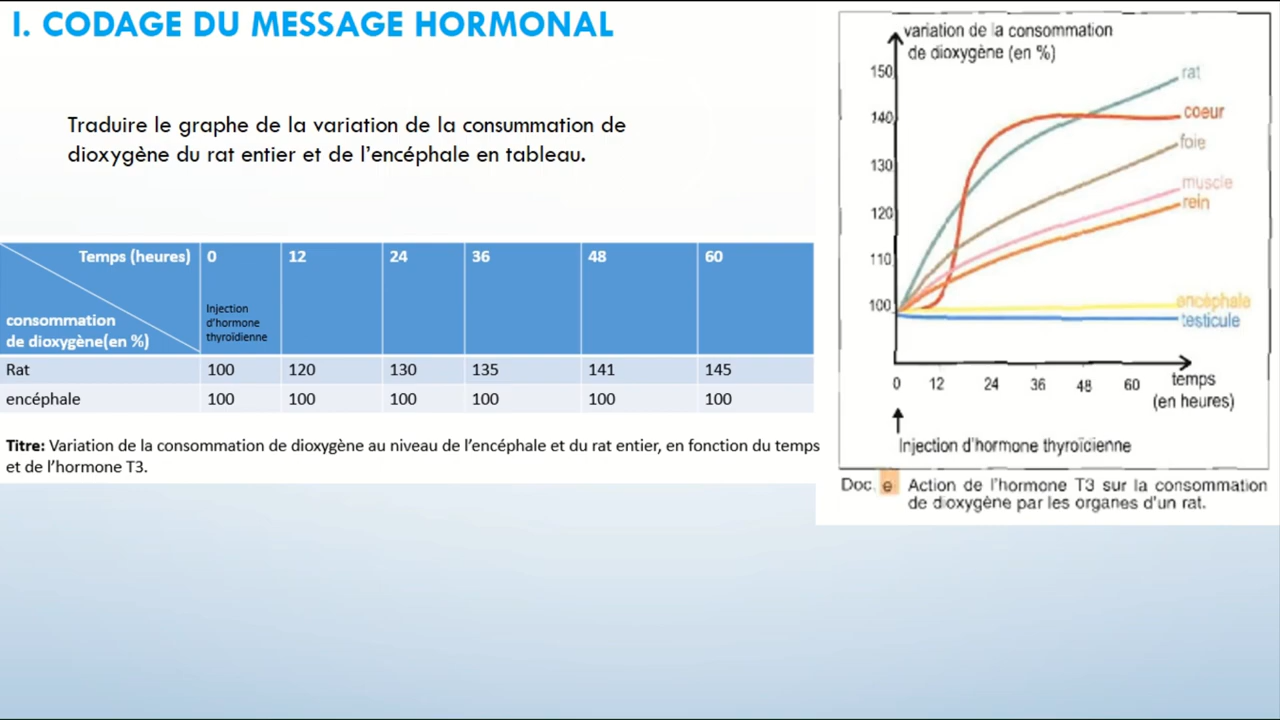 I. CODAGE DU MESSAGE HORMONAL
Traduire le graphe de la variation de la consummation de
dioxygène du rat entier et de l'encéphale en tableau.
Temps (heures) 0 12 24 36 48 60
Injection
d'hormone
thyroïdienne
consommation
de dioxygène(en %)
Rat 100 120 130 135 141 145
encéphale 100 100 100 100 100 100
Titre: Variation de la consommation de dioxygène au niveau de l'encéphale et du rat entier, en fonction du temps
et de l'hormone T3.
variation de la consommation
de dioxygène (en %)
150
140
130
120
110
100
rat
coeur
foie
muscle
rein
encéphale
testicule
0 12 24 36 48 60 temps
(en heures)
Injection d'hormone thyroïcienne
Doc. e Action de l'hormone T3 sur la consommation
de dioxygène par les organes d'un rat.